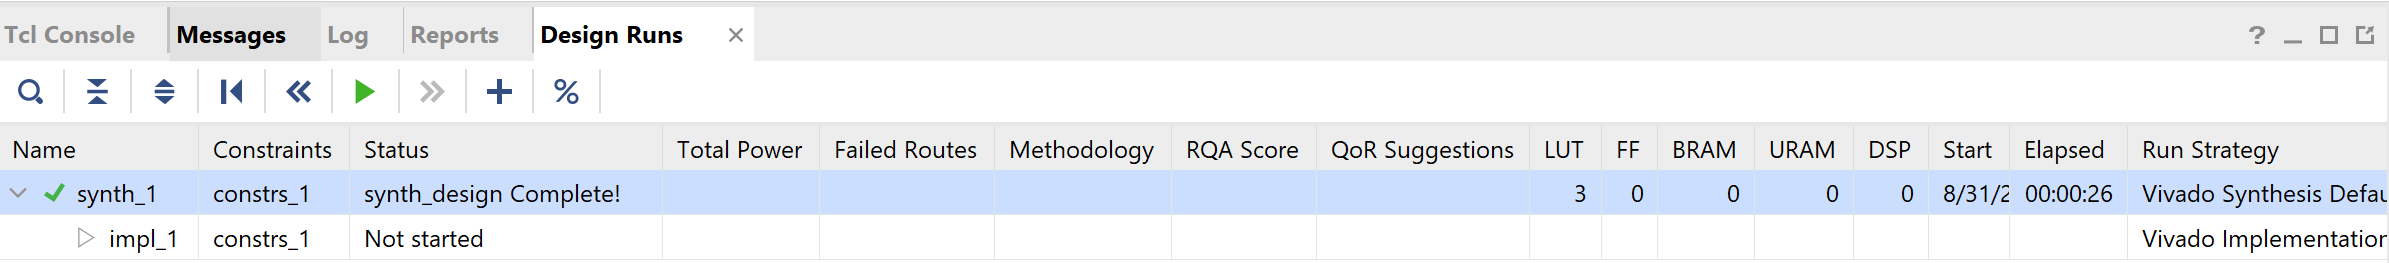 Tcl Console Messages Log Reports Design Runs
Name Constraints Status Total Power Failed Routes Methodology RQA Score QoR Suggestions LUT FF BRAM URAM DSP Start Elapsed Run Strategy
synth_1 constrs_1 synth_design Complete! 3 0 0 0 0 8/31/2 00:00:26 Vivado Synthesis Defau
impl_1 constrs_1 Not started Vivado Implementation